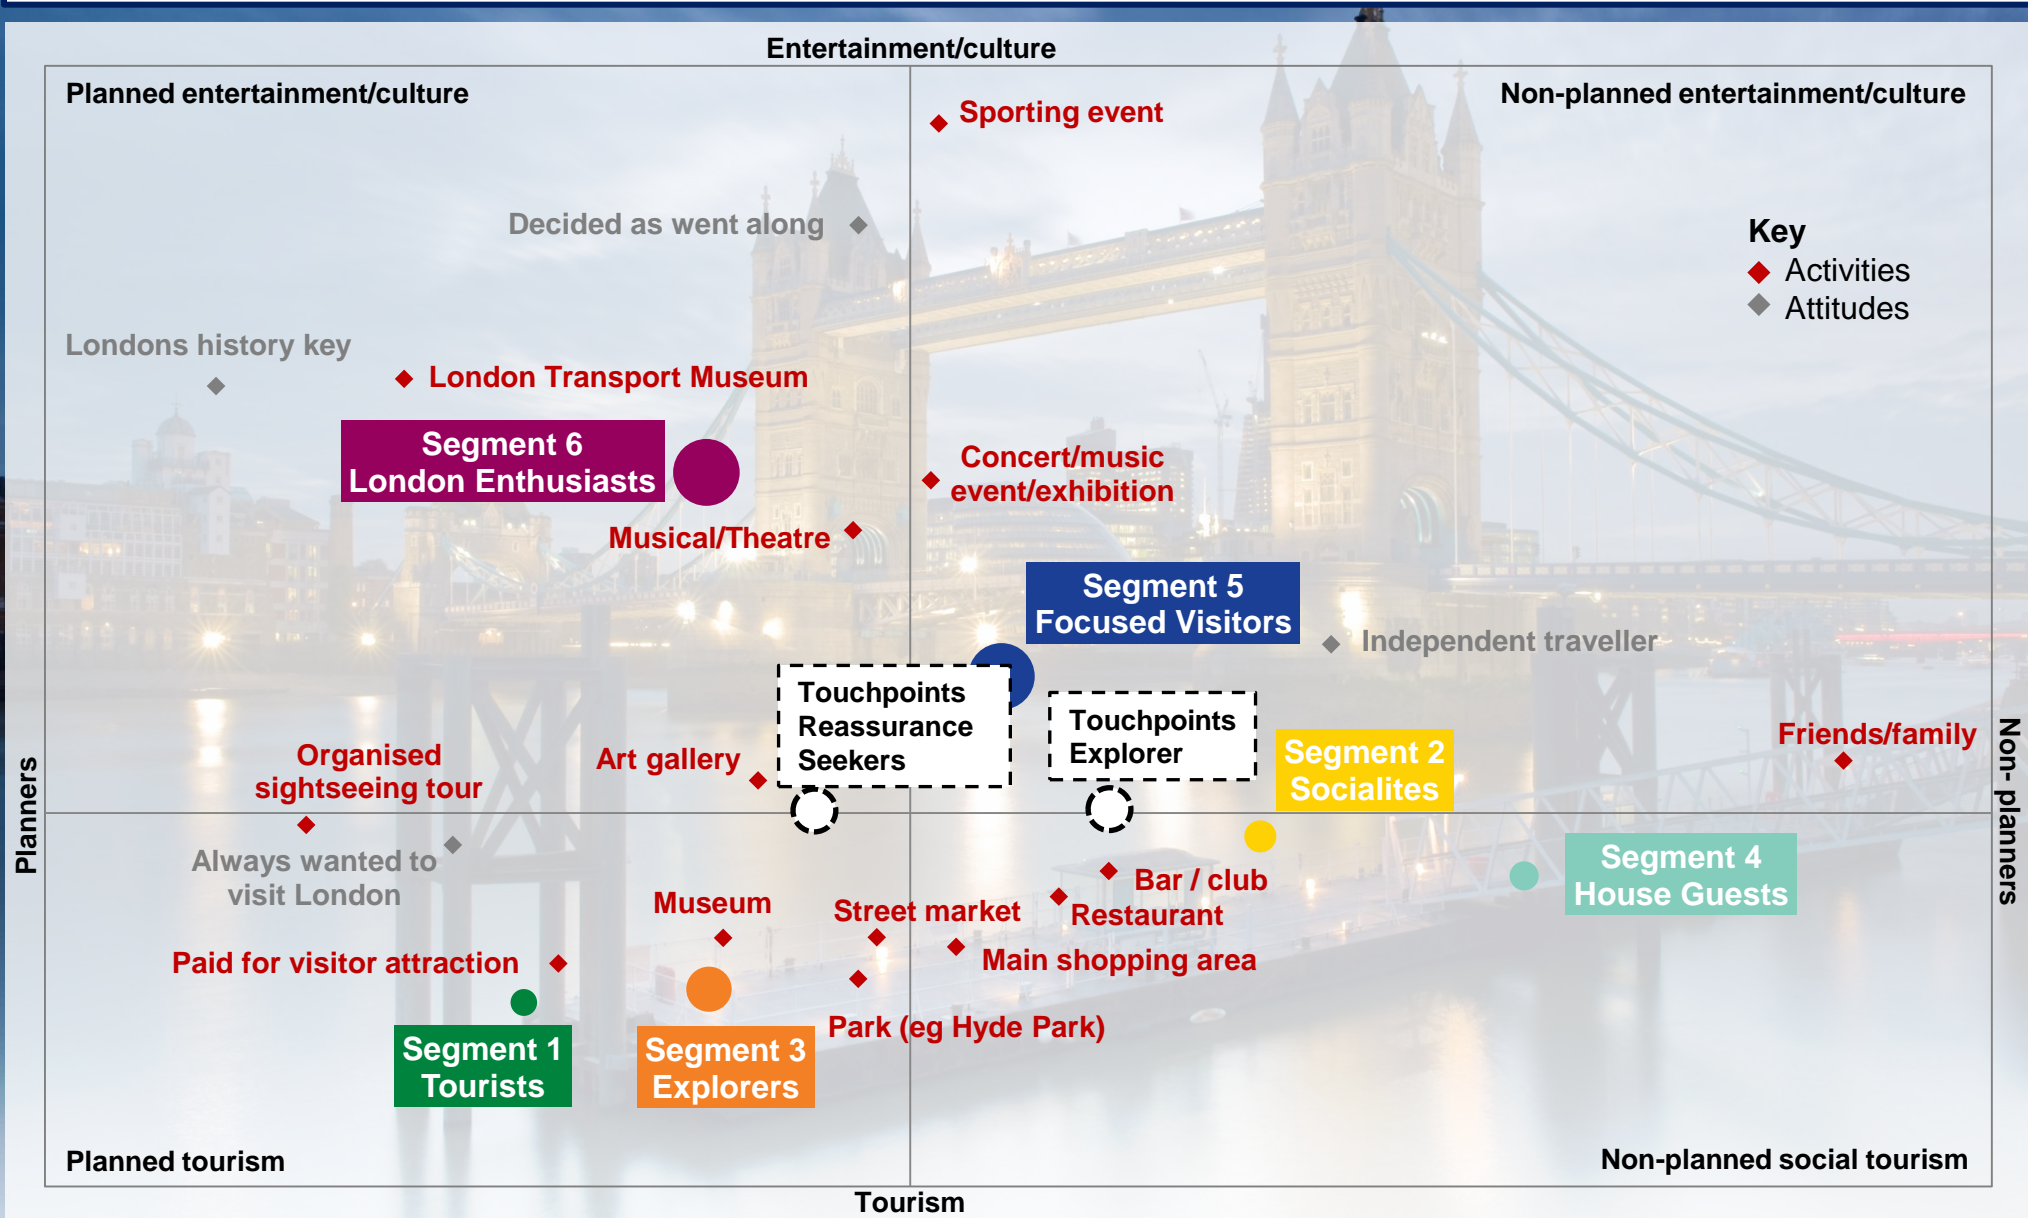 Entertainment/culture
Planned entertainment/culture
Non-planned entertainment/culture
Sporting event
Decided as went along
Key
Activities
Attitudes
Londons history key
London Transport Museum
Segment 6
London Enthusiasts
Concert/music
event/exhibition
Musical/Theatre
Segment 5
Focused Visitors
Independent traveller
Touchpoints
Reassurance
Seekers
Touchpoints
Explorer
Friends/family
Organised
sightseeing tour
Art gallery
Segment 2
Socialites
Planners
Non- planners
Always wanted to
visit London
Segment 4
House Guests
Bar / club
Museum
Street market
Restaurant
Paid for visitor attraction
Main shopping area
Park (eg Hyde Park)
Segment 1
Tourists
Segment 3
Explorers
Planned tourism
Non-planned social tourism
Tourism